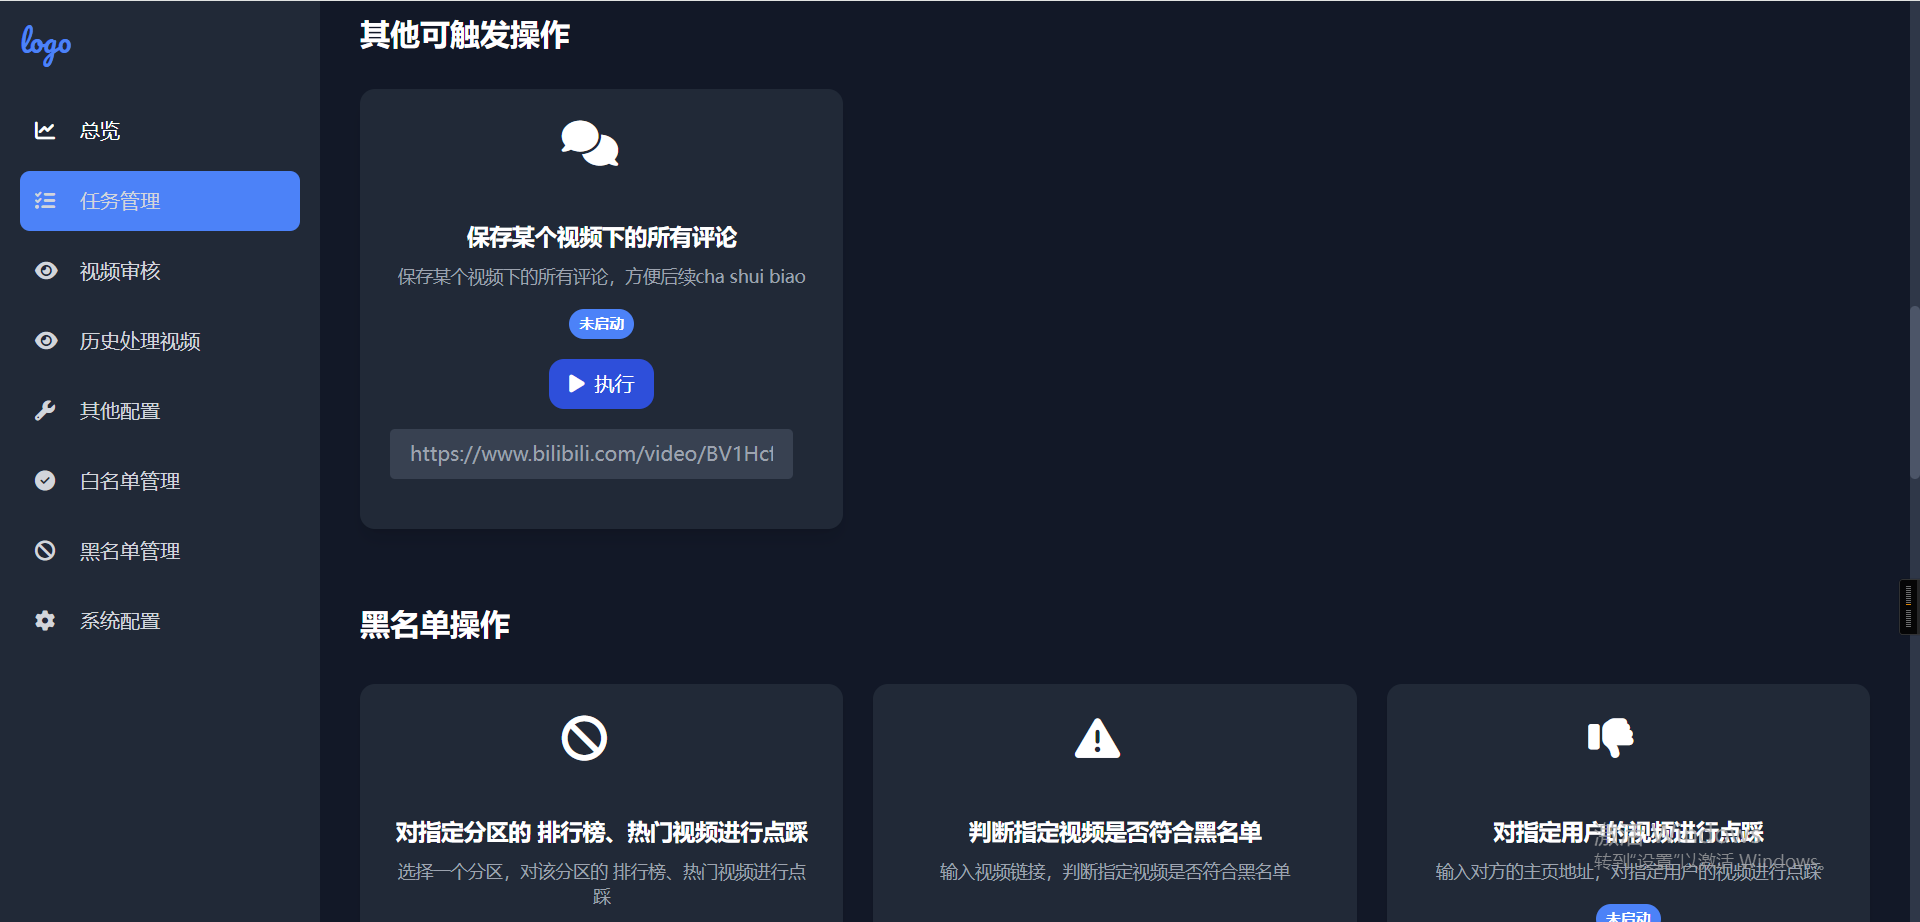 logo
总览
任务管理
视频审核
历史处理视频
其他配置
白名单管理
黑名单管理
系统配置
其他可触发操作
保存某个视频下的所有评论
保存某个视频下的所有评论，方便后续cha shui biao
未启动
执行
https://www.bilibili.com/video/BV1Hcf
黑名单操作
对指定分区的 排行榜、热门视频进行点踩
选择一个分区，对该分区的 排行榜、热门视频进行点
踩
判断指定视频是否符合黑名单
输入视频链接，判断指定视频是否符合黑名单
对指定用户的视频进行点踩
输入对方的主页地址，对指定用户的视频进行点踩
未启动
激活 Windows
转到"设置"以激活 Windows。